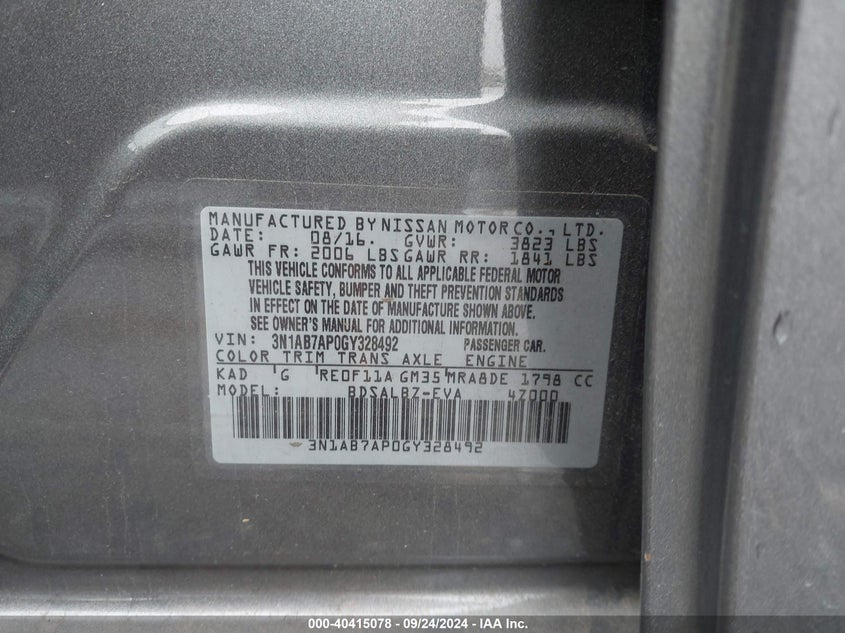 MANUFACTURED BY NISSAN MOTOR CO., LTD.
DATE: 08/16. GVWR: 3823 LBS
GAWR FR: 2006 LBS GAWR RR: 1841 LBS
THIS VEHICLE CONFORMS TO ALL APPLICABLE FEDERAL MOTOR
VEHICLE SAFETY, BUMPER AND THEFT PREVENTION STANDARDS
IN EFFECT ON THE DATE OF MANUFACTURE SHOWN ABOVE.
SEE OWNER'S MANUAL FOR ADDITIONAL INFORMATION.
VIN: 3N1AB7AP0GY328492 PASSENGER CAR.
COLOR TRIM TRANS AXLE ENGINE
KAD G RE0F11A GM35 MRA8DE 1798 CC
MODEL: BDSALBZ-EVA 4Z000
3N1AB7AP0GY328492
000-40415078 - 09/24/2024 - IAA Inc.